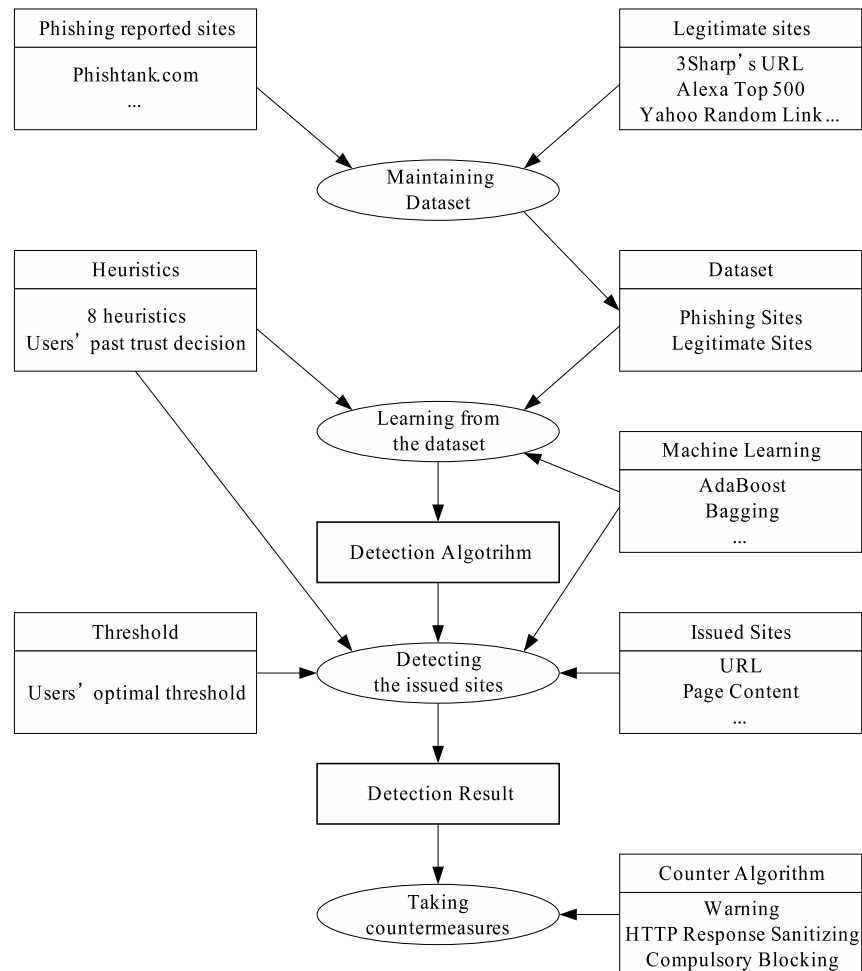 Phishing reported sites
Phishtank.com
...
Legitimate sites
3Sharp's URL
Alexa Top 500
Yahoo Random Link...
Maintaining
Dataset
Heuristics
8 heuristics
Users' past trust decision
Dataset
Phishing Sites
Legitimate Sites
Learning from
the dataset
Machine Learning
AdaBoost
Bagging
...
Detection Algotrihm
Threshold
Users' optimal threshold
Detecting
the issued sites
Issued Sites
URL
Page Content
...
Detection Result
Taking
countermeasures
Counter Algorithm
Warning
HTTP Response Sanitizing
Compulsory Blocking